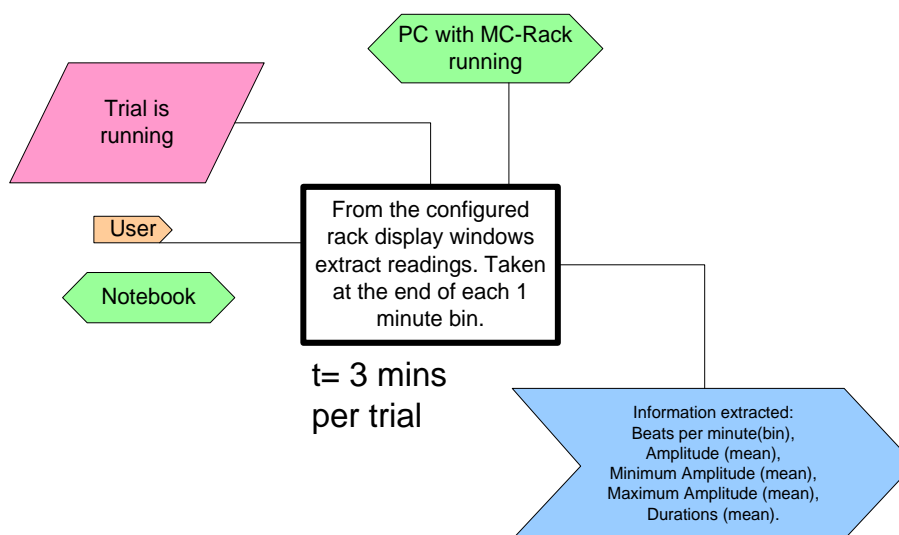 PC with MC-Rack
running
Trial is
running
From the configured
rack display windows
extract readings. Taken
at the end of each 1
minute bin.
User
Notebook
t= 3 mins
per trial
Information extracted:
Beats per minute(bin),
Amplitude (mean),
Minimum Amplitude (mean),
Maximum Amplitude (mean),
Durations (mean).